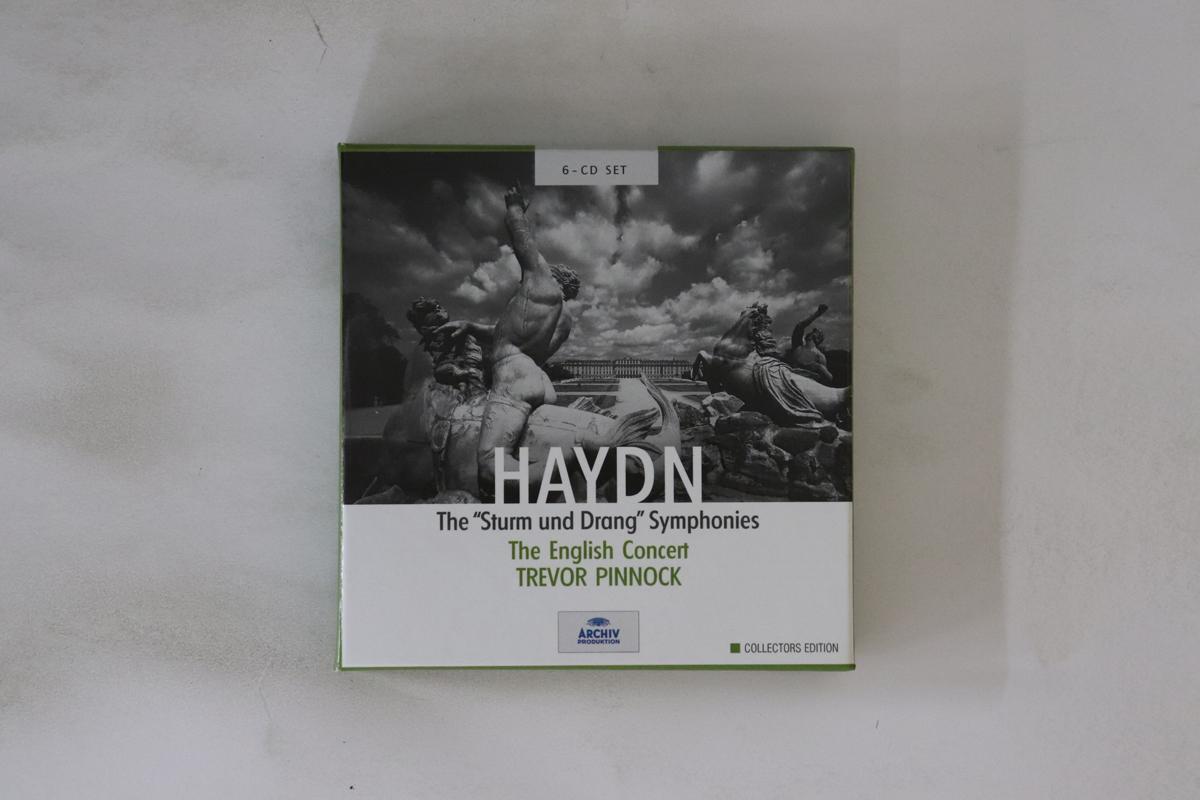 6-CD SET
HAYDN
The “Sturm und Drang” Symphonies
The English Concert
TREVOR PINNOCK
ARCHIV
PRODUKTION
COLLECTORS EDITION